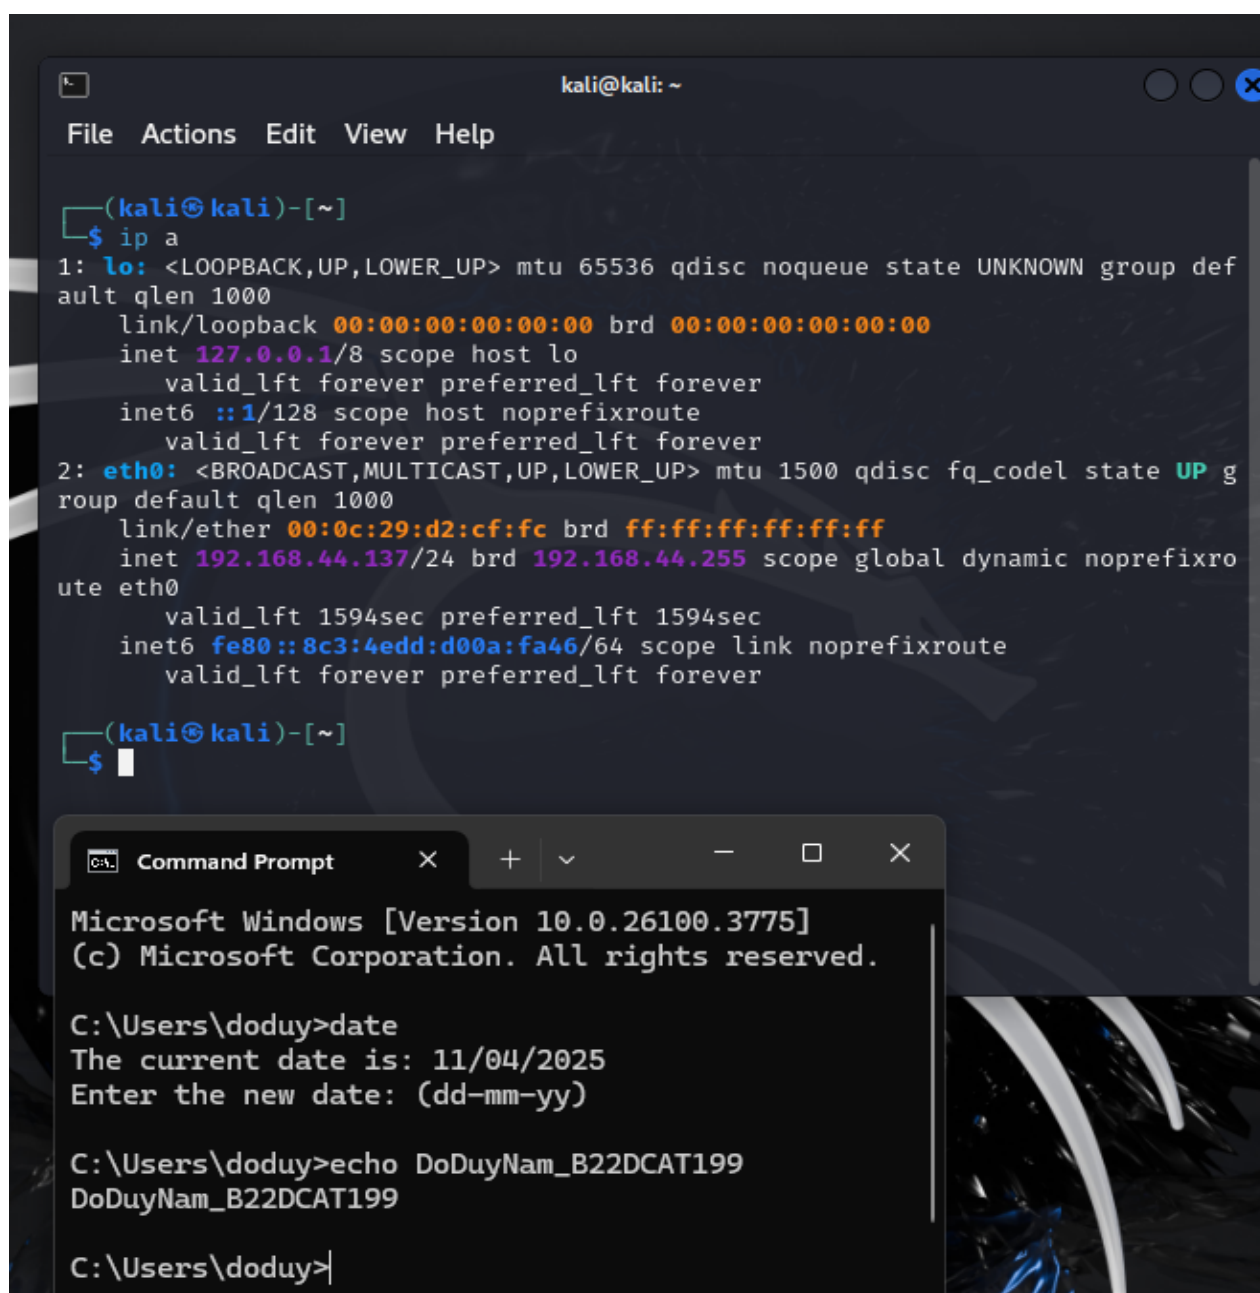 kali@kali: ~
File Actions Edit View Help
┌──(kali㉿kali)-[~]
└─$ ip a
1: lo: <LOOPBACK,UP,LOWER_UP> mtu 65536 qdisc noqueue state UNKNOWN group def
ault qlen 1000
    link/loopback 00:00:00:00:00:00 brd 00:00:00:00:00:00
    inet 127.0.0.1/8 scope host lo
       valid_lft forever preferred_lft forever
    inet6 ::1/128 scope host noprefixroute
       valid_lft forever preferred_lft forever
2: eth0: <BROADCAST,MULTICAST,UP,LOWER_UP> mtu 1500 qdisc fq_codel state UP g
roup default qlen 1000
    link/ether 00:0c:29:d2:cf:fc brd ff:ff:ff:ff:ff:ff
    inet 192.168.44.137/24 brd 192.168.44.255 scope global dynamic noprefixro
ute eth0
       valid_lft 1594sec preferred_lft 1594sec
    inet6 fe80::8c3:4edd:d00a:fa46/64 scope link noprefixroute
       valid_lft forever preferred_lft forever
┌──(kali㉿kali)-[~]
└─$
Command Prompt
Microsoft Windows [Version 10.0.26100.3775]
(c) Microsoft Corporation. All rights reserved.
C:\Users\doduy>date
The current date is: 11/04/2025
Enter the new date: (dd-mm-yy)
C:\Users\doduy>echo DoDuyNam_B22DCAT199
DoDuyNam_B22DCAT199
C:\Users\doduy>